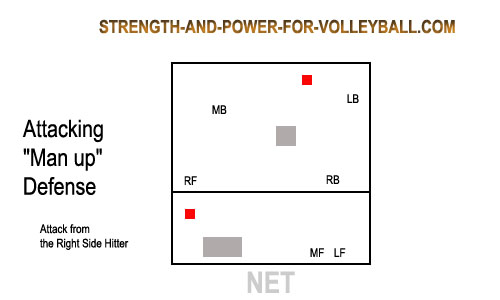 STRENGTH-AND-POWER-FOR-VOLLEYBALL.COM
Attacking
"Man up"
Defense
Attack from
the Right Side Hitter
LB
MB
RF
RB
MF LF
NET